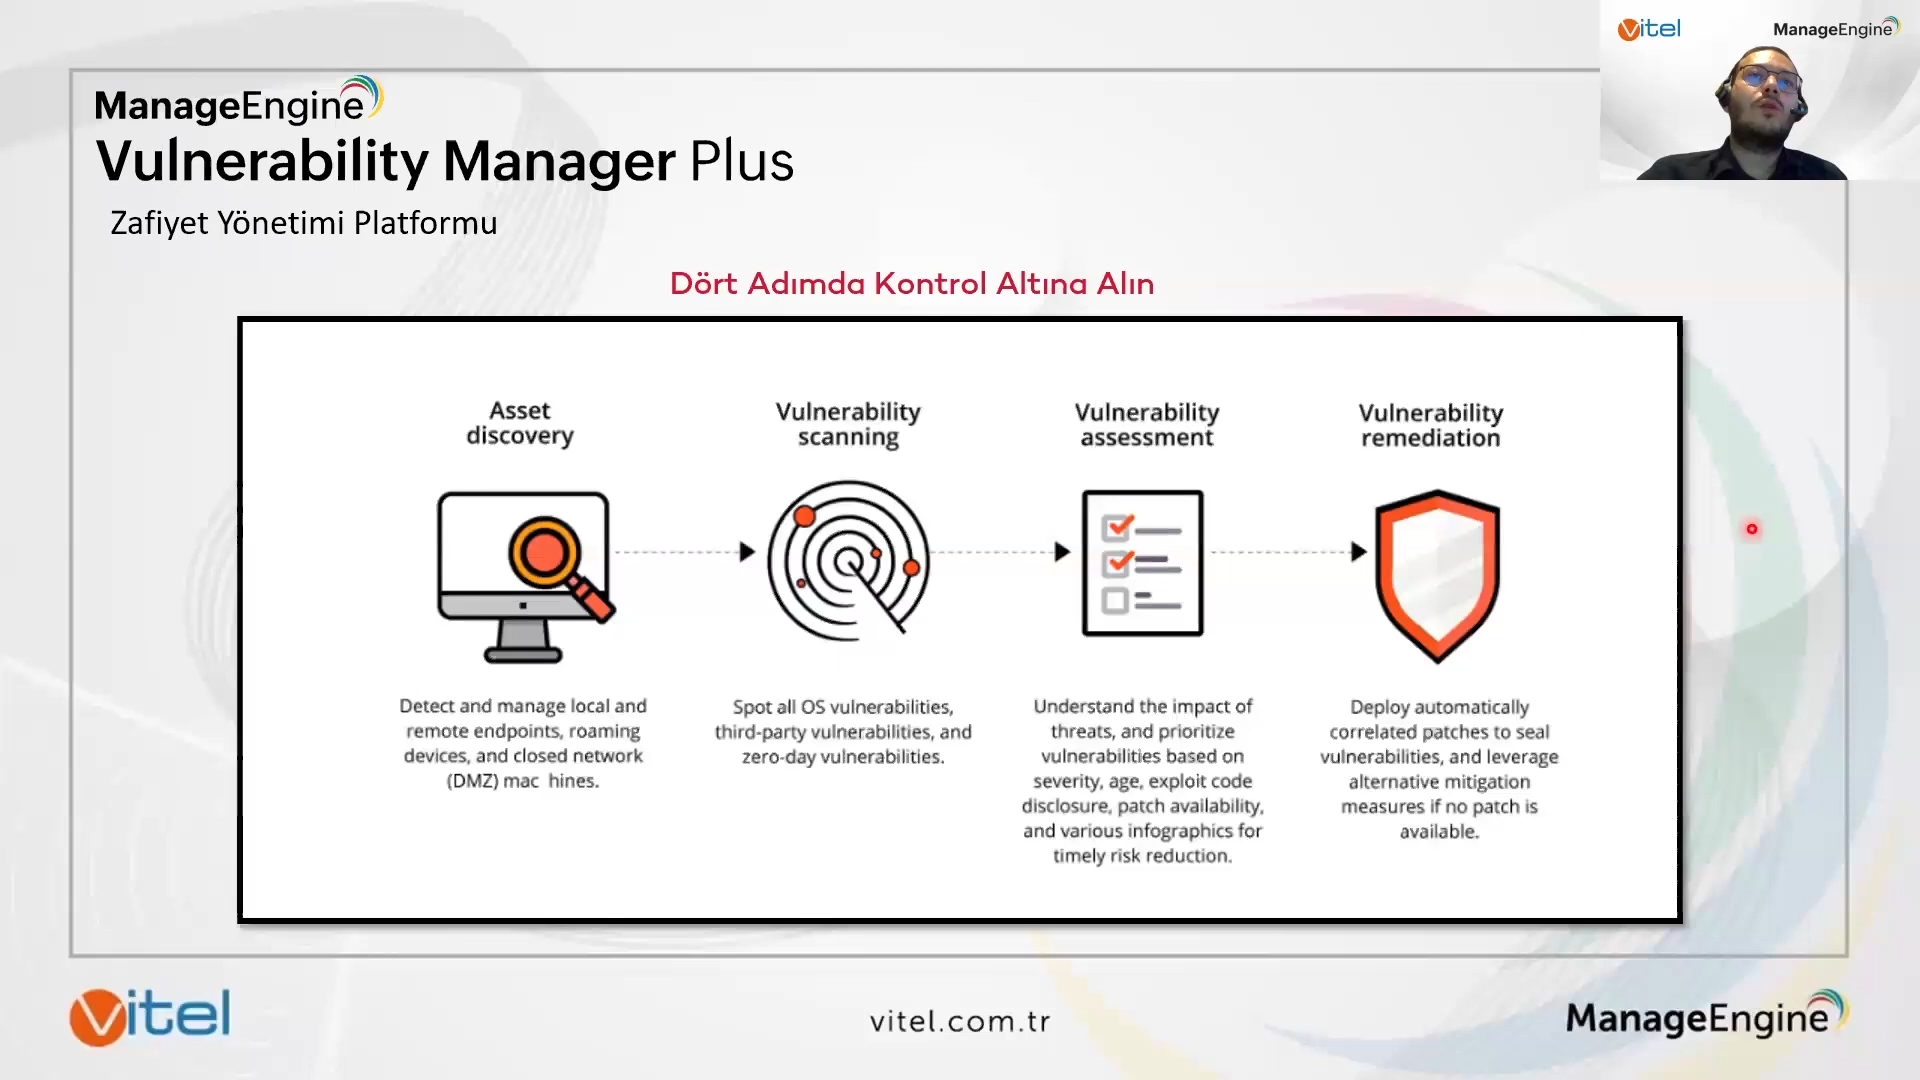 vitel
ManageEngine
ManageEngine
Vulnerability Manager Plus
Zafiyet Yönetimi Platformu
Dört Adımda Kontrol Altına Alın
Asset
discovery
Detect and manage local and
remote endpoints, roaming
devices, and closed network
(DMZ) mac hines.
Vulnerability
scanning
Spot all OS vulnerabilities,
third-party vulnerabilities, and
zero-day vulnerabilities.
Vulnerability
assessment
Understand the impact of
threats, and prioritize
vulnerabilities based on
severity, age, exploit code
disclosure, patch availability,
and various infographics for
timely risk reduction.
Vulnerability
remediation
Deploy automatically
correlated patches to seal
vulnerabilities, and leverage
alternative mitigation
measures if no patch is
available.
vitel
vitel.com.tr
ManageEngine